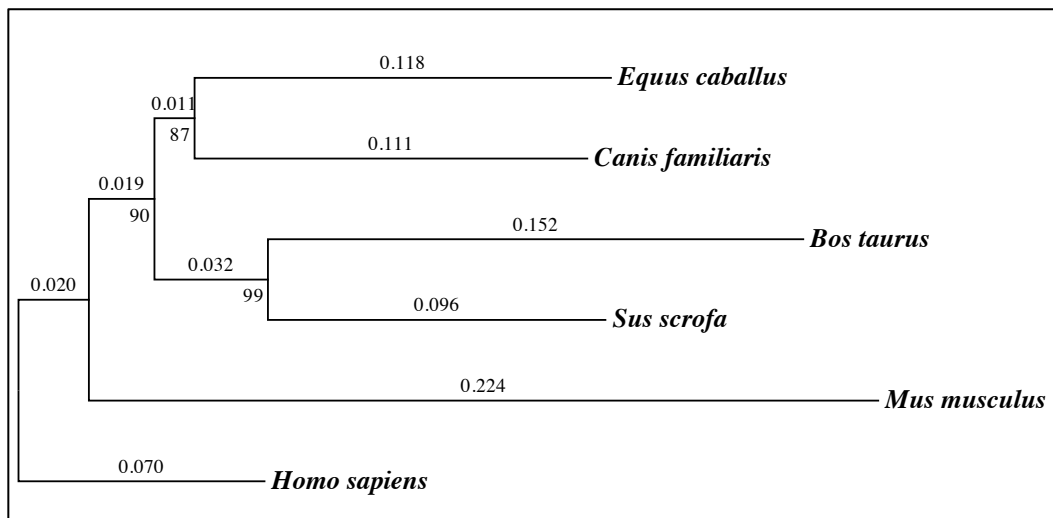 0.118
Equus caballus
0.011
87
0.111
Canis familiaris
0.019
90
0.152
Bos taurus
0.032
99
0.020
0.096
Sus scrofa
0.224
Mus musculus
0.070
Homo sapiens